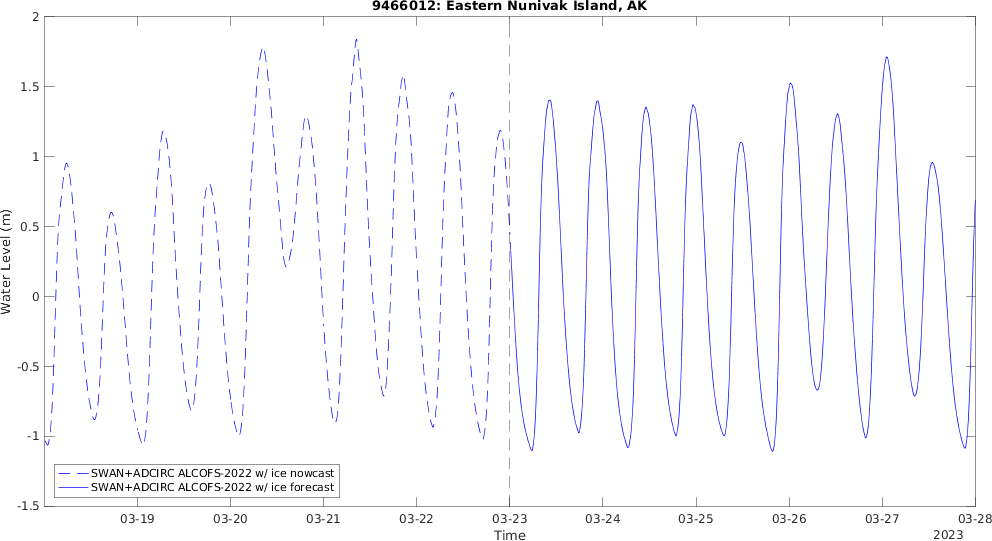 9466012: Eastern Nunivak Island, AK
2
1.5
1
0.5
0
-0.5
-1
-1.5
Water Level (m)
SWAN+ADCIRC ALCOFS-2022 w/ ice nowcast
SWAN+ADCIRC ALCOFS-2022 w/ ice forecast
03-19 03-20 03-21 03-22 03-23 03-24 03-25 03-26 03-27 03-28
Time
2023